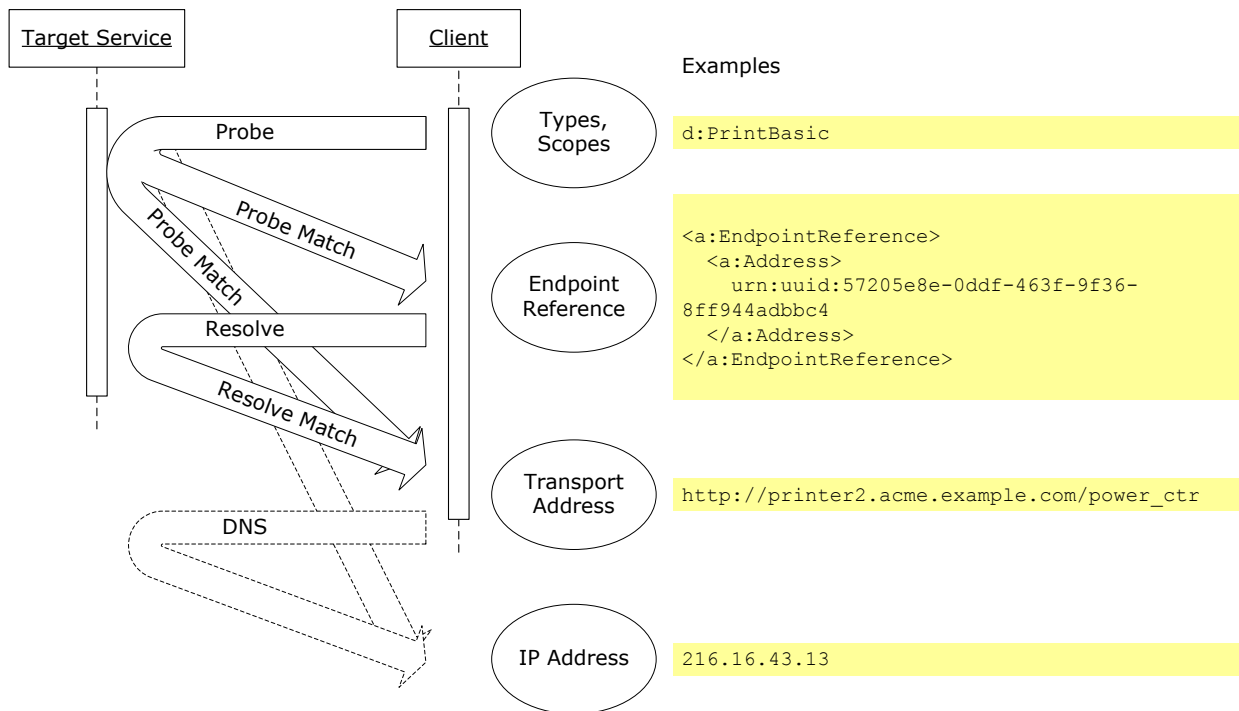 Target Service
Client
Examples
Probe
Types,
Scopes
d:PrintBasic
Probe Match
Probe Match
Endpoint
Reference
<a:EndpointReference>
  <a:Address>
    urn:uuid:57205e8e-0ddf-463f-9f36-
8ff944adbbc4
  </a:Address>
</a:EndpointReference>
Resolve
Resolve Match
Transport
Address
http://printer2.acme.example.com/power_ctr
DNS
IP Address
216.16.43.13